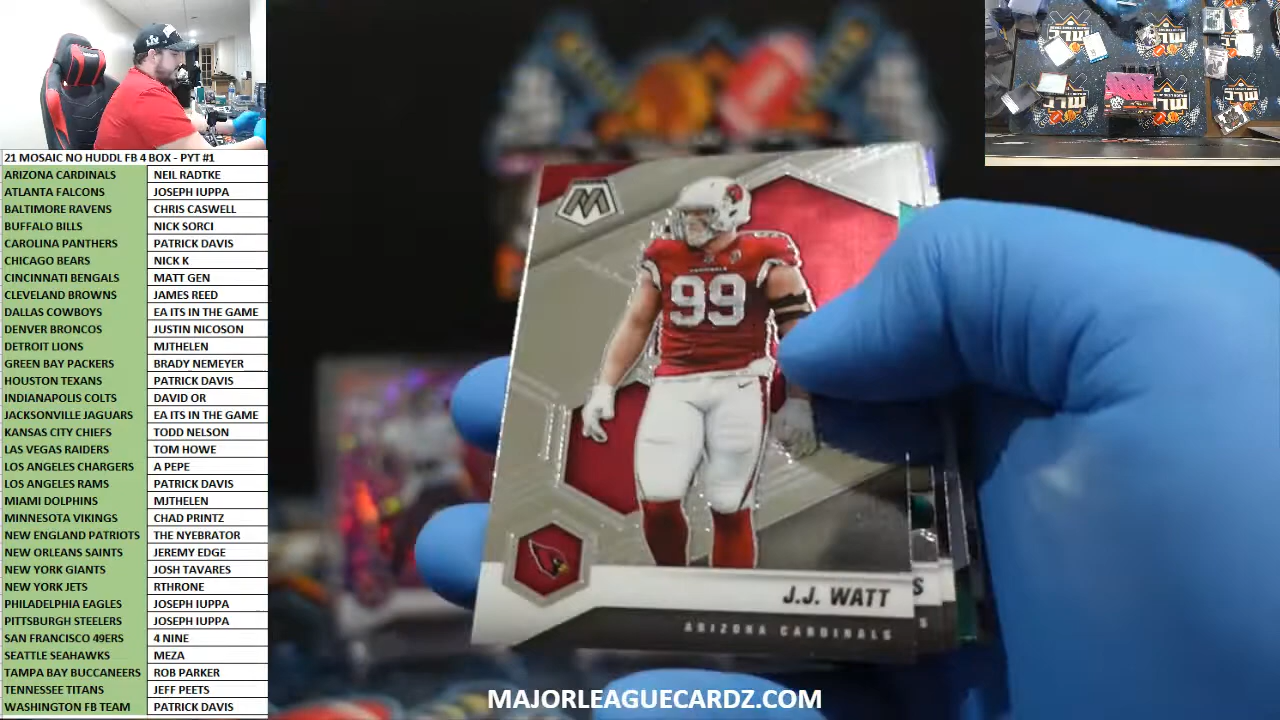 21 MOSAIC NO HUDDL FB 4 BOX - PYT #1
ARIZONA CARDINALS NEIL RADTKE
ATLANTA FALCONS JOSEPH IUPPA
BALTIMORE RAVENS CHRIS CASWELL
BUFFALO BILLS NICK SORCI
CAROLINA PANTHERS PATRICK DAVIS
CHICAGO BEARS NICK K
CINCINNATI BENGALS MATT GEN
CLEVELAND BROWNS JAMES REED
DALLAS COWBOYS EA ITS IN THE GAME
DENVER BRONCOS JUSTIN NICOSON
DETROIT LIONS MJTHELEN
GREEN BAY PACKERS BRADY NEMEYER
HOUSTON TEXANS PATRICK DAVIS
INDIANAPOLIS COLTS DAVID OR
JACKSONVILLE JAGUARS EA ITS IN THE GAME
KANSAS CITY CHIEFS TODD NELSON
LAS VEGAS RAIDERS TOM HOWE
LOS ANGELES CHARGERS A PEPE
LOS ANGELES RAMS PATRICK DAVIS
MIAMI DOLPHINS MJTHELEN
MINNESOTA VIKINGS CHAD PRINTZ
NEW ENGLAND PATRIOTS THE NYEBRATOR
NEW ORLEANS SAINTS JEREMY EDGE
NEW YORK GIANTS JOSH TAVARES
NEW YORK JETS RTHRONE
PHILADELPHIA EAGLES JOSEPH IUPPA
PITTSBURGH STEELERS JOSEPH IUPPA
SAN FRANCISCO 49ERS 4 NINE
SEATTLE SEAHAWKS MEZA
TAMPA BAY BUCCANEERS ROB PARKER
TENNESSEE TITANS JEFF PEETS
WASHINGTON FB TEAM PATRICK DAVIS
M
CARDINALS
99
J.J. WATT
ARIZONA CARDINALS
S
S
MLC
MLC
MLC
MLC
MLC
MAJORLEAGUECARDZ.COM